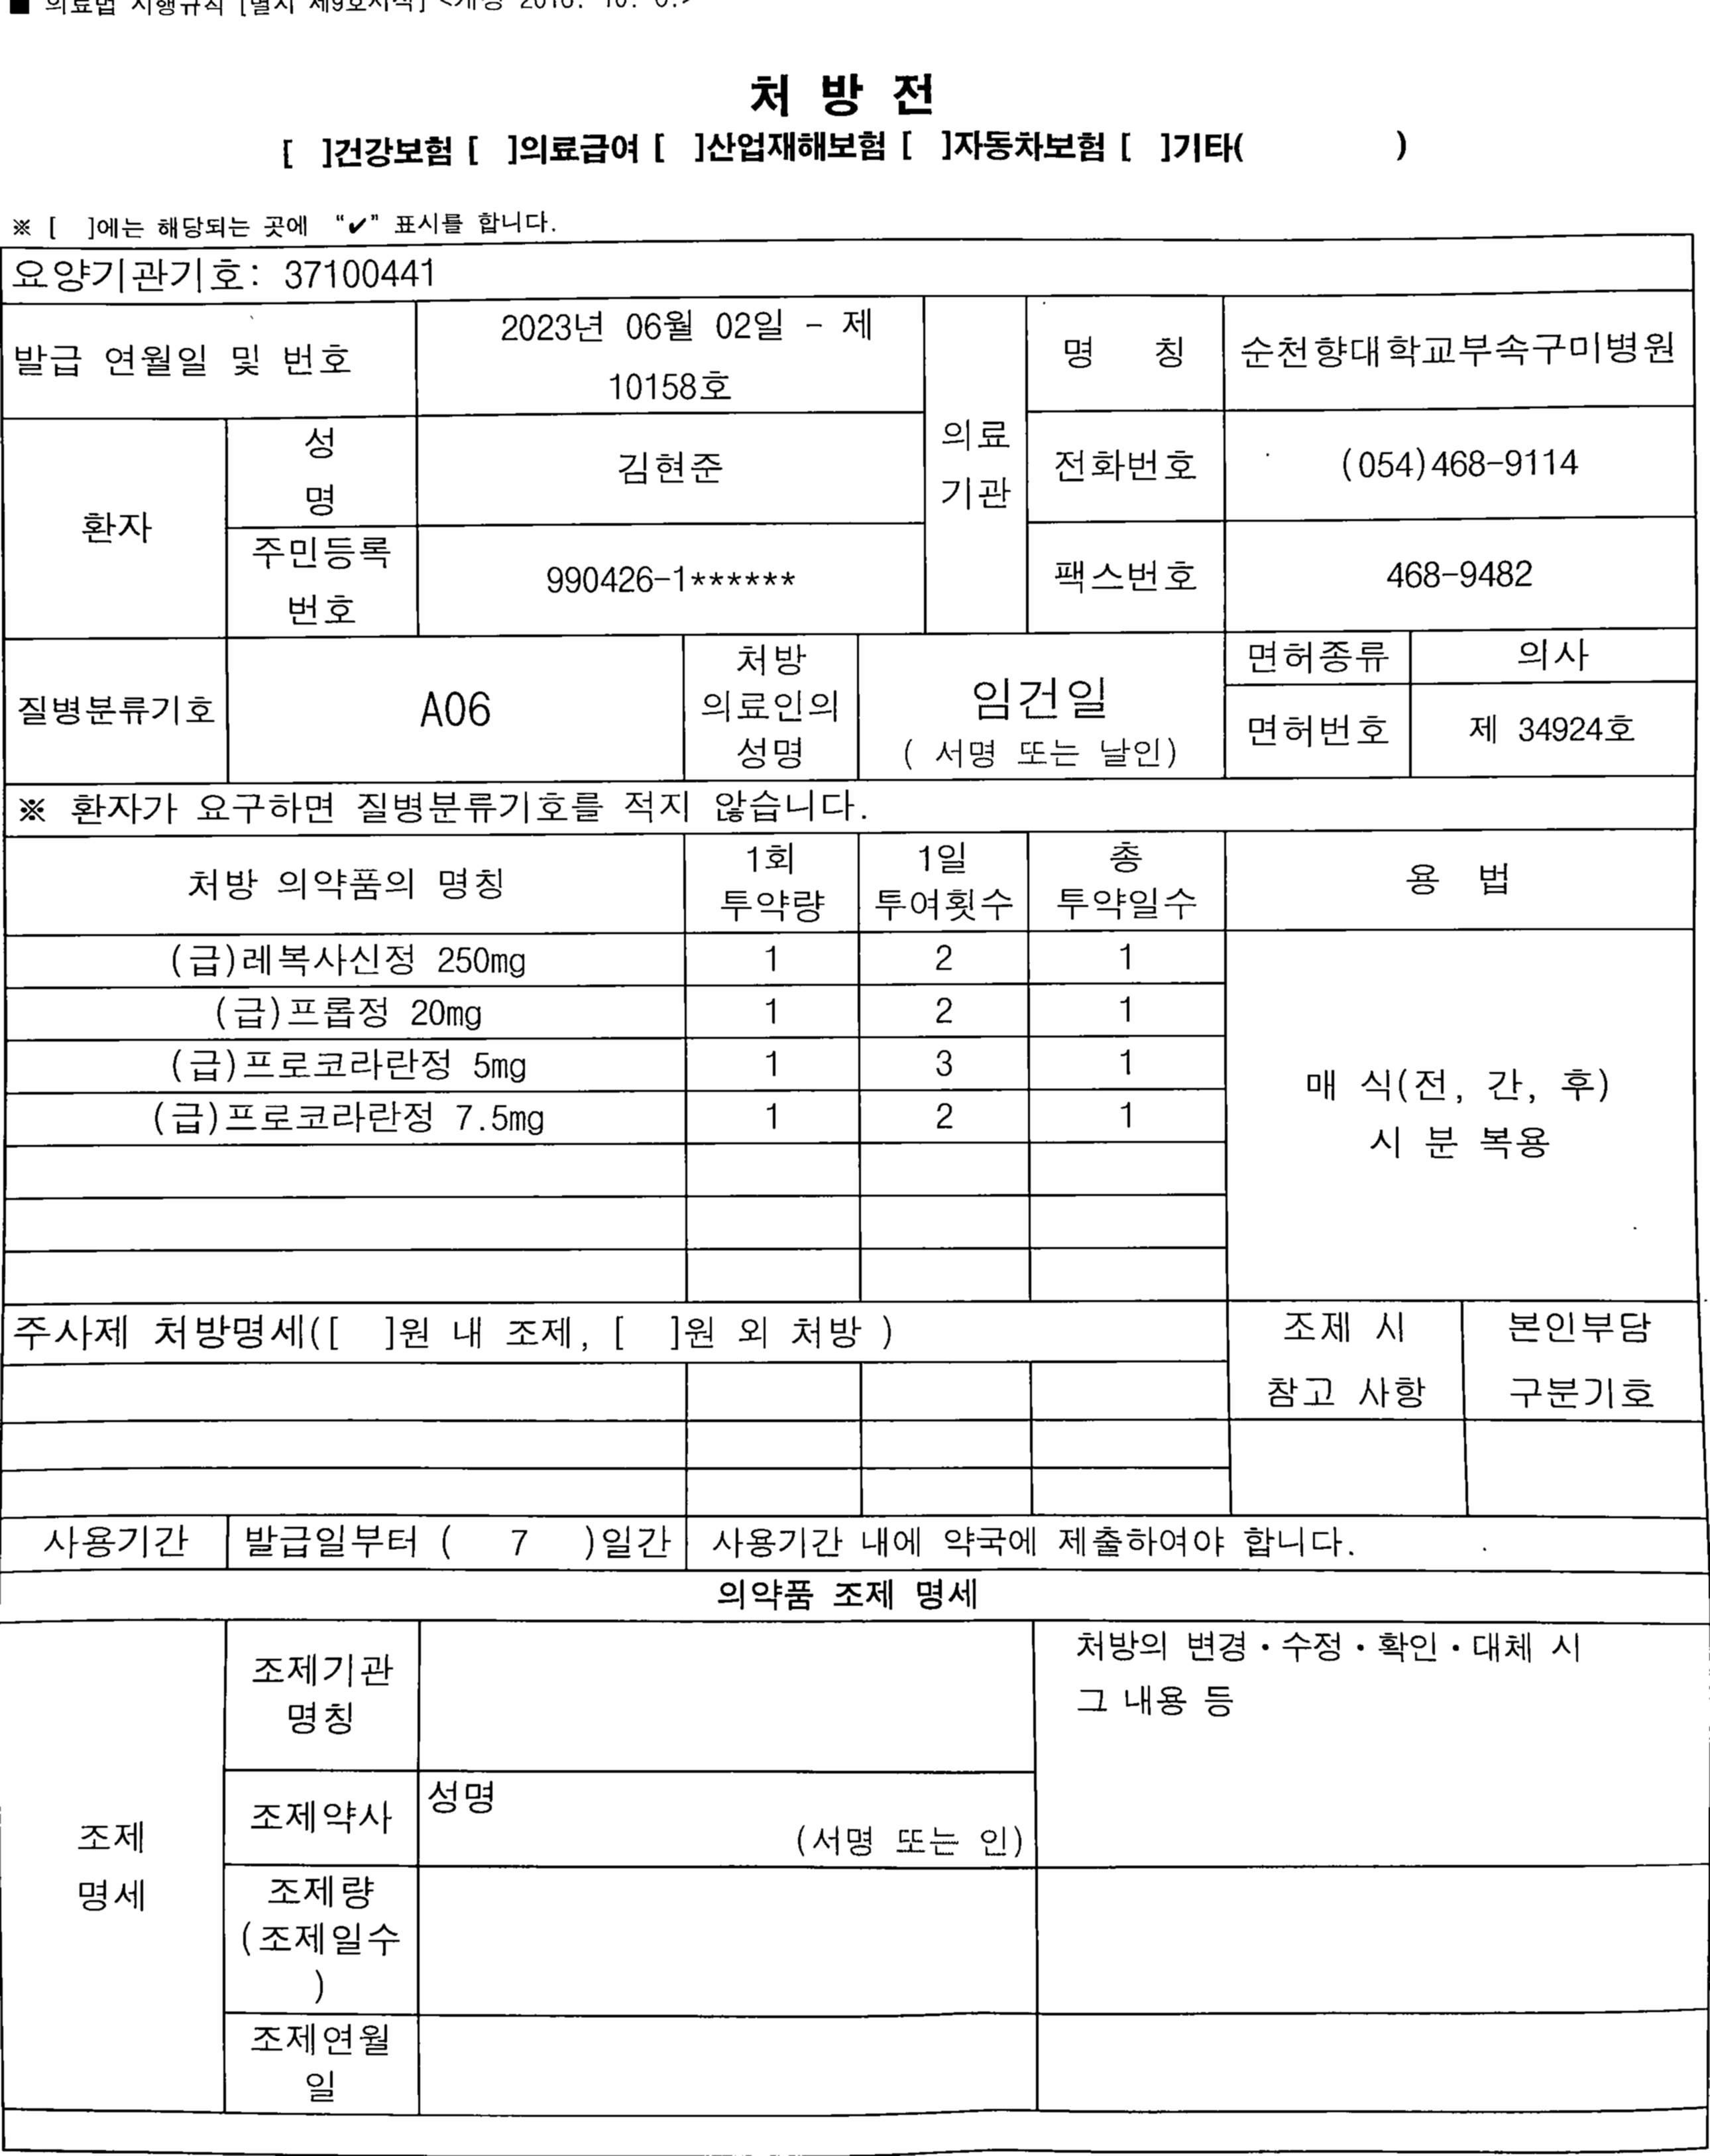 ■ 의료법 시행규칙 [별지 제9호서식] <개정
처 방 전
[ ]건강보험 [ ]의료급여 [ ]산업재해보험 [ ]자동차보험 [ ]기타( )
※ [ ]에는 해당되는 곳에 “✔” 표시를 합니다.
요양기관기호: 37100441
발급 연월일 및 번호
2023년 06월 02일 - 제
10158호
의료
기관
명 칭
순천향대학교부속구미병원
환자
성
명
김현준
전화번호
(054)468-9114
주민등록
번호
990426-1******
팩스번호
468-9482
질병분류기호
A06
처방
의료인의
성명
임건일
( 서명 또는 날인)
면허종류
의사
면허번호
제 34924호
※ 환자가 요구하면 질병분류기호를 적지 않습니다.
처방 의약품의 명칭
1회
투약량
1일
투여횟수
총
투약일수
용 법
(급)레복사신정 250mg 1 2 1
(급)프롭정 20mg 1 2 1
(급)프로코라란정 5mg 1 3 1
(급)프로코라란정 7.5mg 1 2 1
매 식(전, 간, 후)
시 분 복용
주사제 처방명세([ ]원 내 조제, [ ]원 외 처방 )
조제 시
참고 사항
본인부담
구분기호
사용기간
발급일부터 ( 7 )일간
사용기간 내에 약국에 제출하여야 합니다.
의약품 조제 명세
조제
명세
조제기관
명칭
처방의 변경·수정·확인·대체 시
그 내용 등
조제약사
성명
(서명 또는 인)
조제량
(조제일수
)
조제연월
일